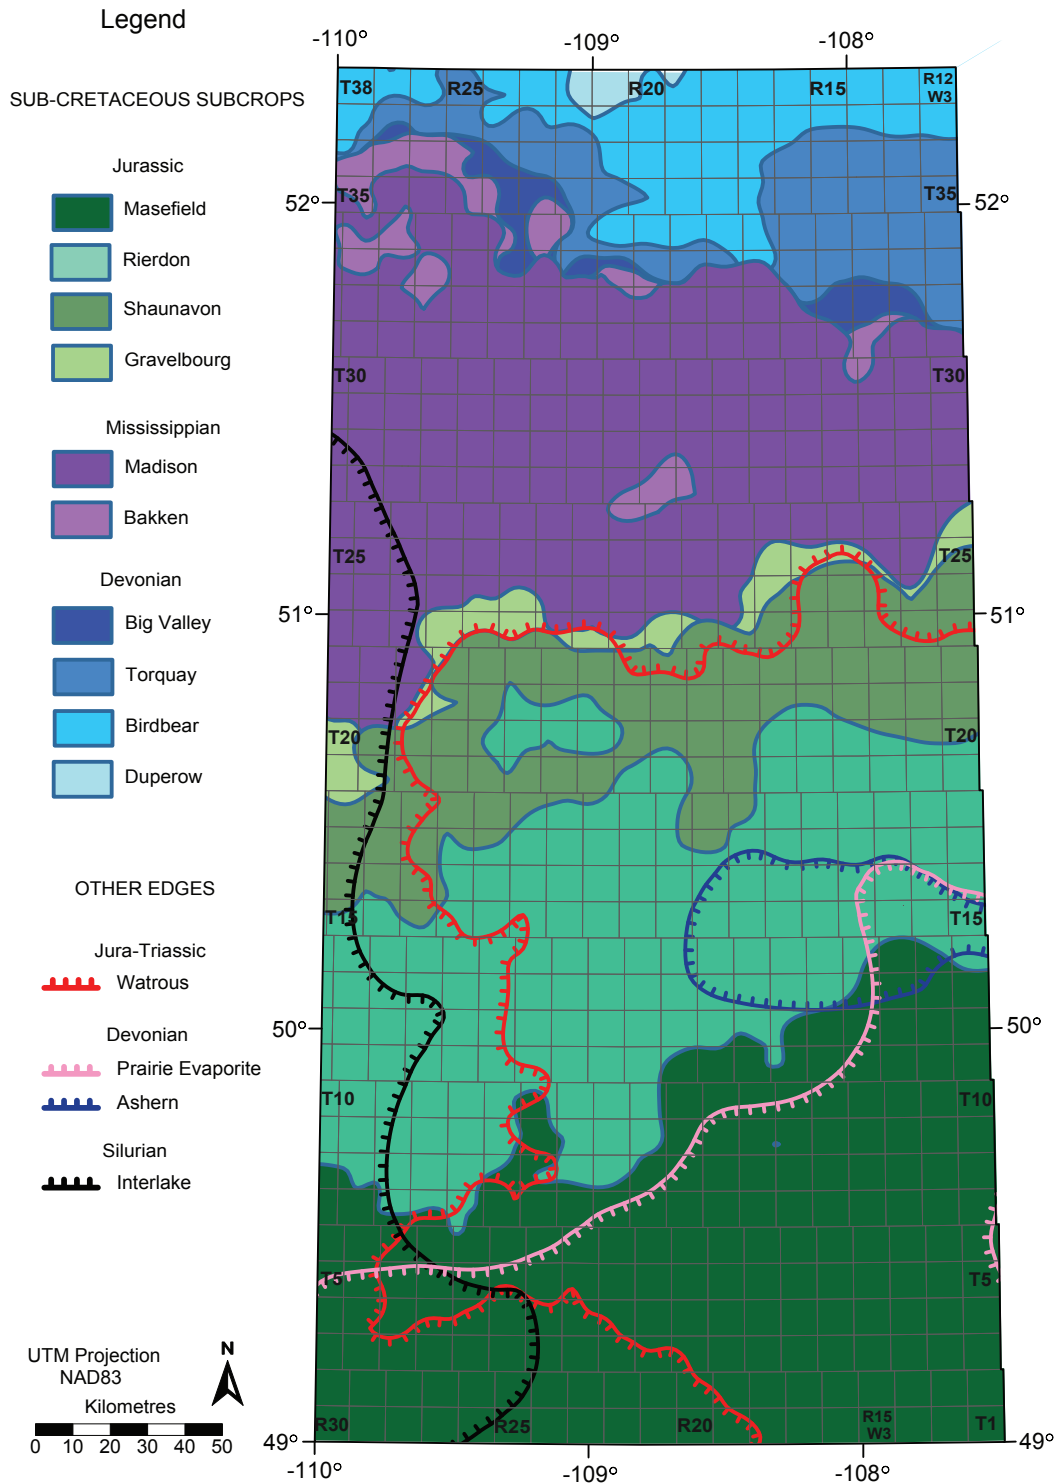 Legend
-110°
-109°
-108°
SUB-CRETACEOUS SUBCROPS
T38
R25
R20
R15
R12
W3
Jurassic
Masefield
Rierdon
Shaunavon
Gravelbourg
52°
T35
T35
52°
Mississippian
Madison
Bakken
T30
T30
Devonian
Big Valley
Torquay
Birdbear
Duperow
T25
T25
51°
51°
T20
T20
OTHER EDGES
Jura-Triassic
Watrous
Devonian
Prairie Evaporite
Ashern
Silurian
Interlake
T15
T15
50°
50°
T10
T10
T5
T5
UTM Projection
NAD83
Kilometres
0 10 20 30 40 50
N
R30
R25
R20
R15
W3
T1
49°
49°
-110°
-109°
-108°